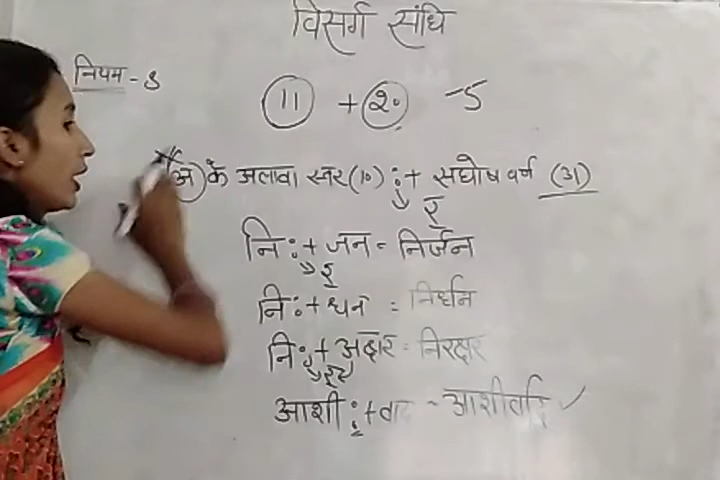 विसर्ग संधि
नियम - 8
11 + 20 - 5
अ के अलावा स्वर (10) : + सघोष वर्ण (31)
र्
नि : + जन = निर्जन
र्
नि : + धन = निर्धन
नि : + अक्षर = निरक्षर
आशी : + वाद - आशीर्वाद ✓